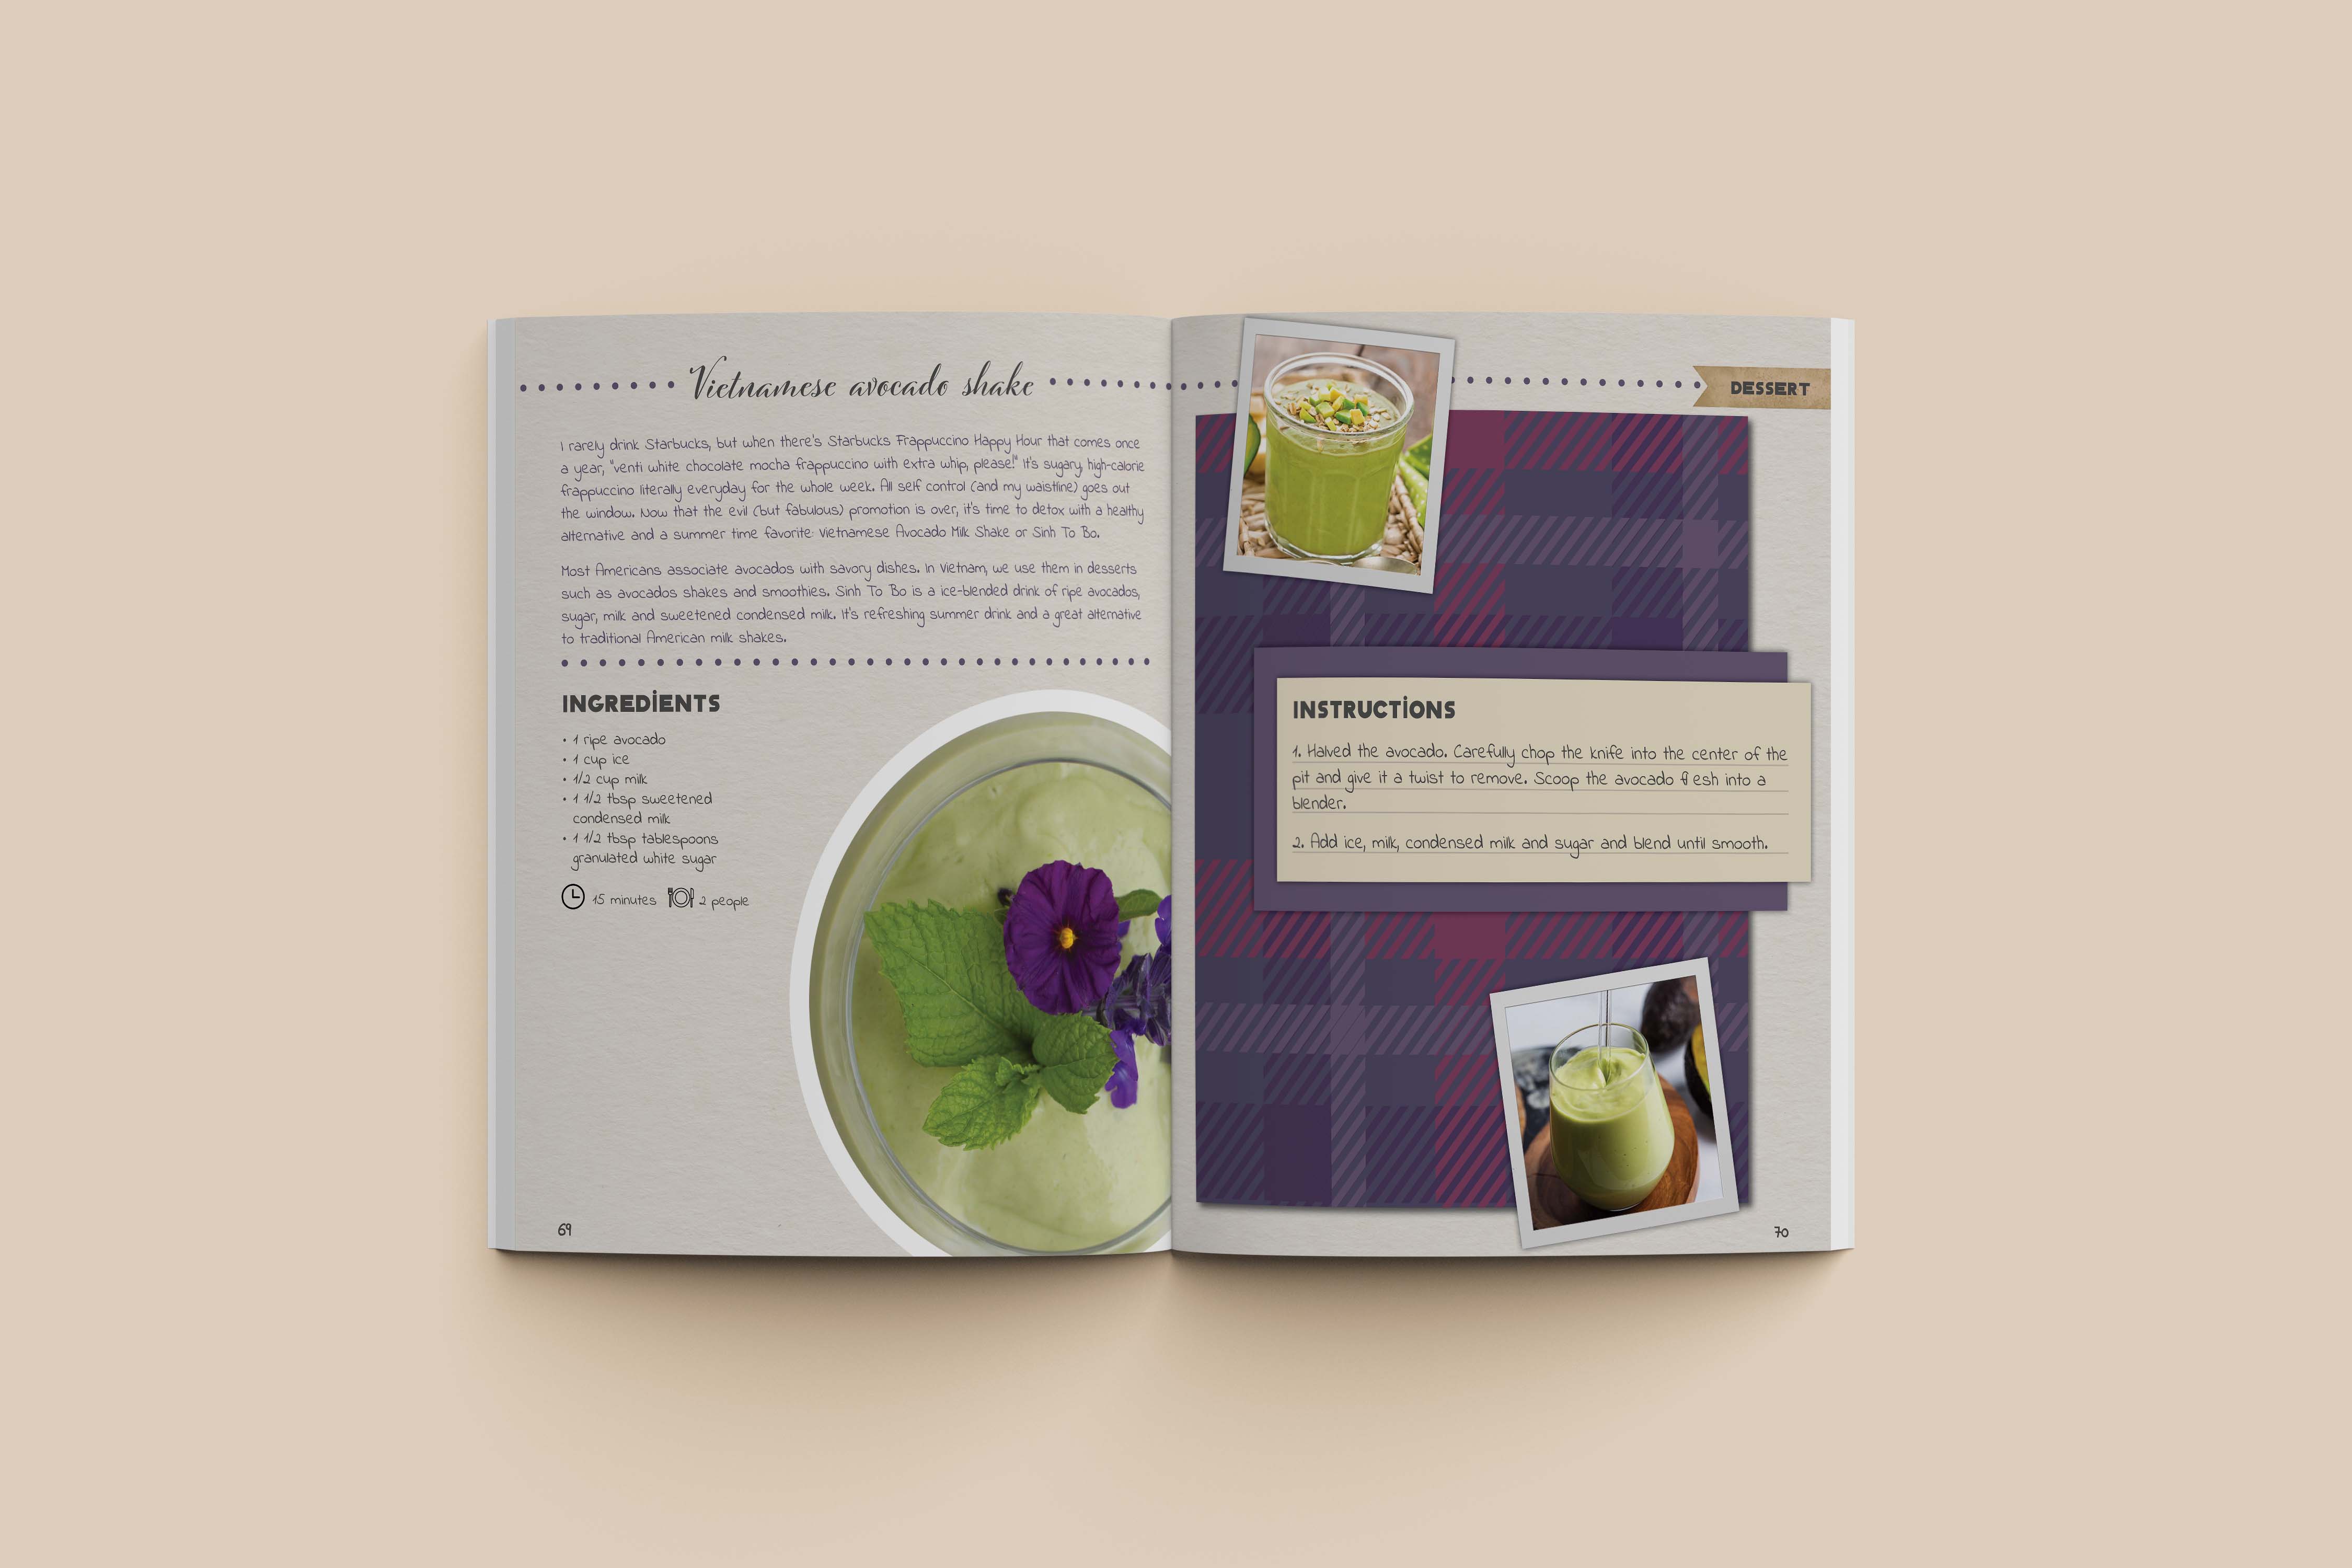 Vietnamese avocado shake
I rarely drink Starbucks, but when there's Starbucks Frappuccino Happy Hour that comes once
a year, "venti white chocolate mocha frappuccino with extra whip, please!" It's sugary, high-calorie
frappuccino literally everyday for the whole week. All self control (and my waistline) goes out
the window. Now that the evil (but fabulous) promotion is over, it's time to detox with a healthy
alternative and a summer time favorite: Vietnamese Avocado Milk Shake or Sinh To Bo.
Most Americans associate avocados with savory dishes. In Vietnam, we use them in desserts
such as avocados shakes and smoothies. Sinh To Bo is a ice-blended drink of ripe avocados,
sugar, milk and sweetened condensed milk. It's refreshing summer drink and a great alternative
to traditional American milk shakes.
INGREDIENTS
• 1 ripe avocado
• 1 cup ice
• 1/2 cup milk
• 1 1/2 tbsp sweetened
condensed milk
• 1 1/2 tbsp tablespoons
granulated white sugar
15 minutes 2 people
69
DESSERT
INSTRUCTIONS
1. Halved the avocado. Carefully chop the knife into the center of the
pit and give it a twist to remove. Scoop the avocado flesh into a
blender.
2. Add ice, milk, condensed milk and sugar and blend until smooth.
70